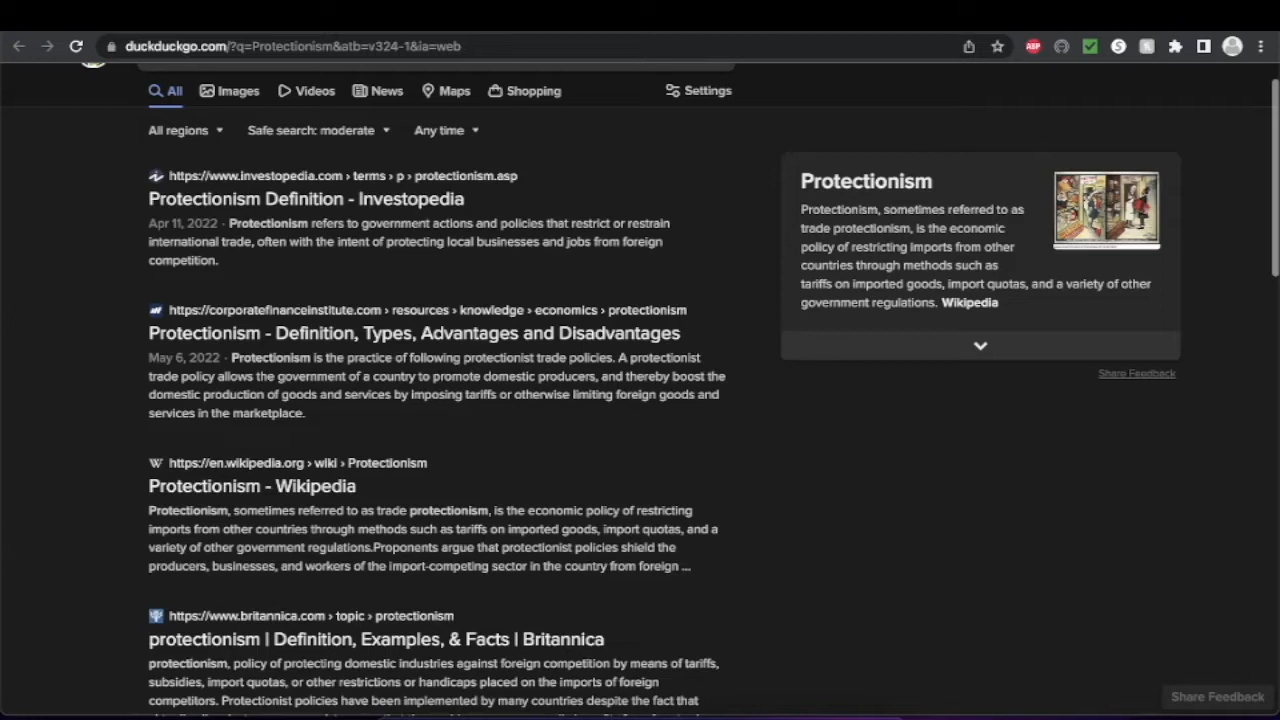 duckduckgo.com/?q=Protectionism&atb=v324-1&ia=web
ABP
All
Images
Videos
News
Maps
Shopping
Settings
All regions
Safe search: moderate
Any time
https://www.investopedia.com › terms › p › protectionism.asp
Protectionism Definition - Investopedia
Apr 11, 2022 · Protectionism refers to government actions and policies that restrict or restrain
international trade, often with the intent of protecting local businesses and jobs from foreign
competition.
https://corporatefinanceinstitute.com › resources › knowledge › economics › protectionism
Protectionism - Definition, Types, Advantages and Disadvantages
May 6, 2022 · Protectionism is the practice of following protectionist trade policies. A protectionist
trade policy allows the government of a country to promote domestic producers, and thereby boost the
domestic production of goods and services by imposing tariffs or otherwise limiting foreign goods and
services in the marketplace.
W https://en.wikipedia.org › wiki › Protectionism
Protectionism - Wikipedia
Protectionism, sometimes referred to as trade protectionism, is the economic policy of restricting
imports from other countries through methods such as tariffs on imported goods, import quotas, and a
variety of other government regulations.Proponents argue that protectionist policies shield the
producers, businesses, and workers of the import-competing sector in the country from foreign ...
https://www.britannica.com › topic › protectionism
protectionism | Definition, Examples, & Facts | Britannica
protectionism, policy of protecting domestic industries against foreign competition by means of tariffs,
subsidies, import quotas, or other restrictions or handicaps placed on the imports of foreign
competitors. Protectionist policies have been implemented by many countries despite the fact that
Protectionism
Protectionism, sometimes referred to as
trade protectionism, is the economic
policy of restricting imports from other
countries through methods such as
tariffs on imported goods, import quotas, and a variety of other
government regulations. Wikipedia
Share Feedback
Share Feedback